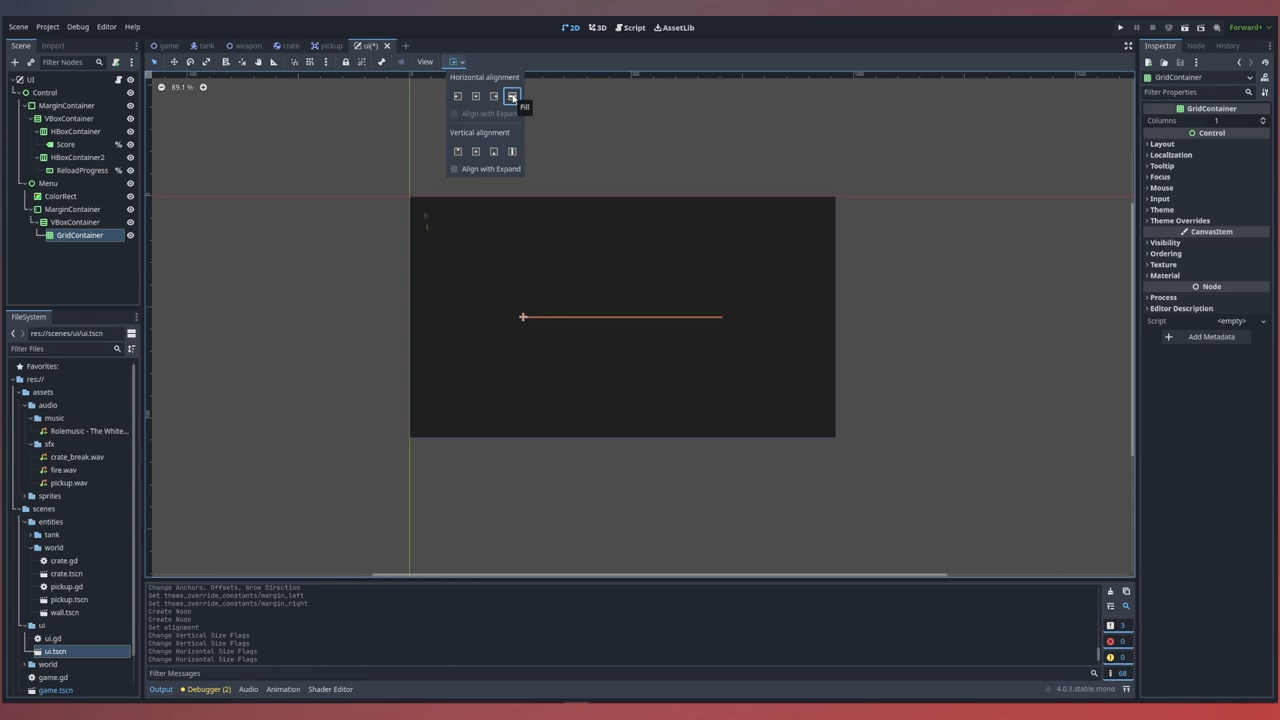 Scene Project Debug Editor Help
2D 3D Script AssetLib
Forward+
Scene Import
game tank weapon crate pickup ui(*)
Inspector Node History
Filter Nodes
View
GridContainer
Filter Properties
GridContainer
Columns 1
Control
Layout
Localization
Tooltip
Focus
Mouse
Input
Theme
Theme Overrides
CanvasItem
Visibility
Ordering
Texture
Material
Node
Process
Editor Description
Script <empty>
Add Metadata
UI
Control
MarginContainer
VBoxContainer
HBoxContainer
Score
HBoxContainer2
ReloadProgress
Menu
ColorRect
MarginContainer
VBoxContainer
GridContainer
89.1 %
Horizontal alignment
Fill
Align with Expand
Vertical alignment
Align with Expand
FileSystem
res://scenes/ui/ui.tscn
Filter Files
Favorites:
res://
assets
audio
music
Rolemusic - The White...
sfx
crate_break.wav
fire.wav
pickup.wav
sprites
scenes
entities
tank
world
crate.gd
crate.tscn
pickup.gd
pickup.tscn
wall.tscn
ui
ui.gd
ui.tscn
world
game.gd
game.tscn
Change Anchors, Offsets, Grow Direction
Set theme_override_constants/margin_left
Set theme_override_constants/margin_right
Create Node
Create Node
Set alignment
Change Vertical Size Flags
Change Vertical Size Flags
Change Horizontal Size Flags
Change Horizontal Size Flags
3
0
0
68
Filter Messages
Output Debugger (2) Audio Animation Shader Editor
4.0.3.stable.mono